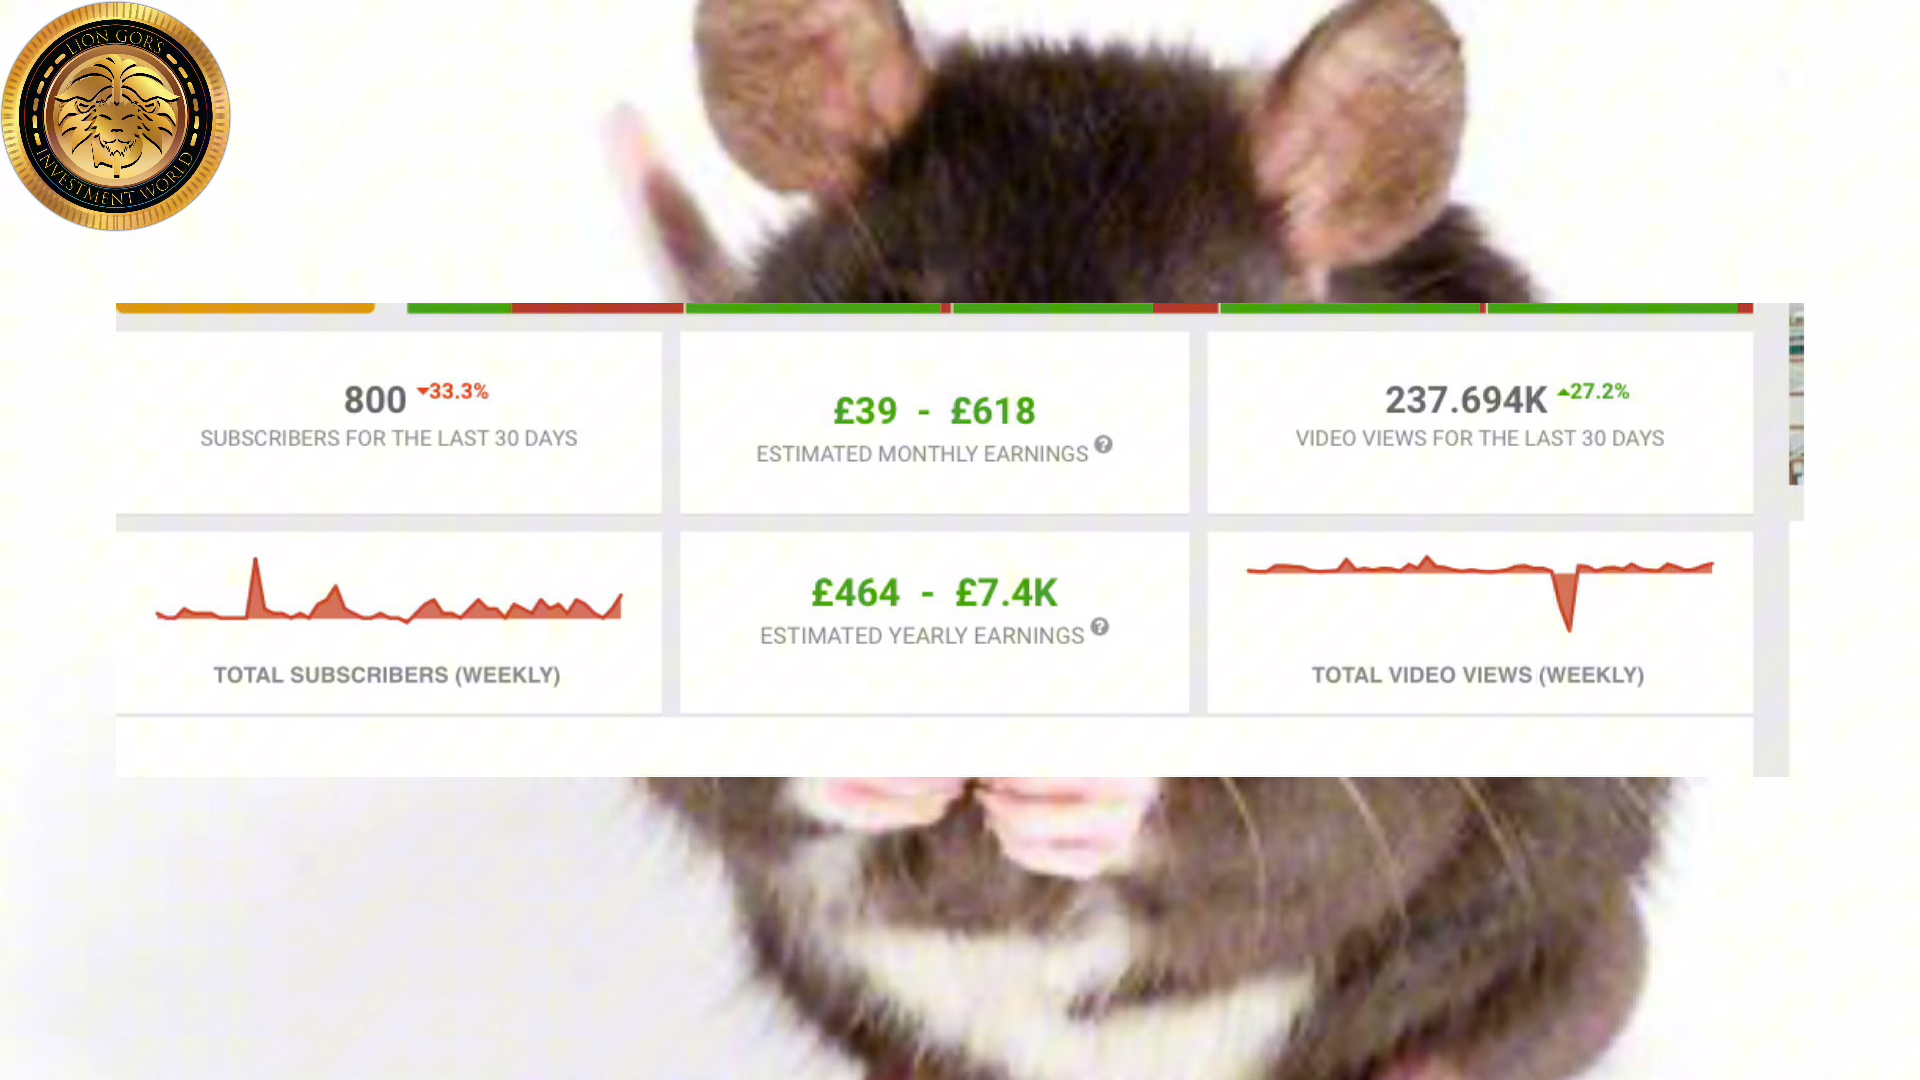 LION GOR'S
INVESTMENT WORLD
800 33.3%
SUBSCRIBERS FOR THE LAST 30 DAYS
£39 - £618
ESTIMATED MONTHLY EARNINGS ?
237.694K 27.2%
VIDEO VIEWS FOR THE LAST 30 DAYS
TOTAL SUBSCRIBERS (WEEKLY)
£464 - £7.4K
ESTIMATED YEARLY EARNINGS ?
TOTAL VIDEO VIEWS (WEEKLY)